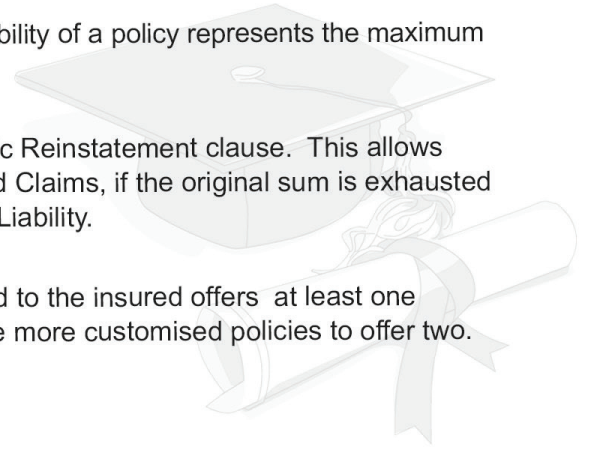 bility of a policy represents the maximum
c Reinstatement clause.  This allows
d Claims, if the original sum is exhausted
Liability.
d to the insured offers  at least one
e more customised policies to offer two.